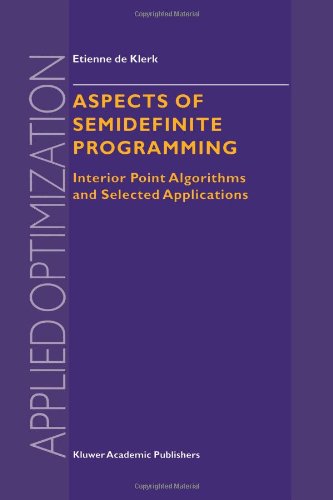 APPLIED OPTIMIZATION
Etienne de Klerk
ASPECTS OF
SEMIDEFINITE
PROGRAMMING
Interior Point Algorithms
and Selected Applications
Kluwer Academic Publishers